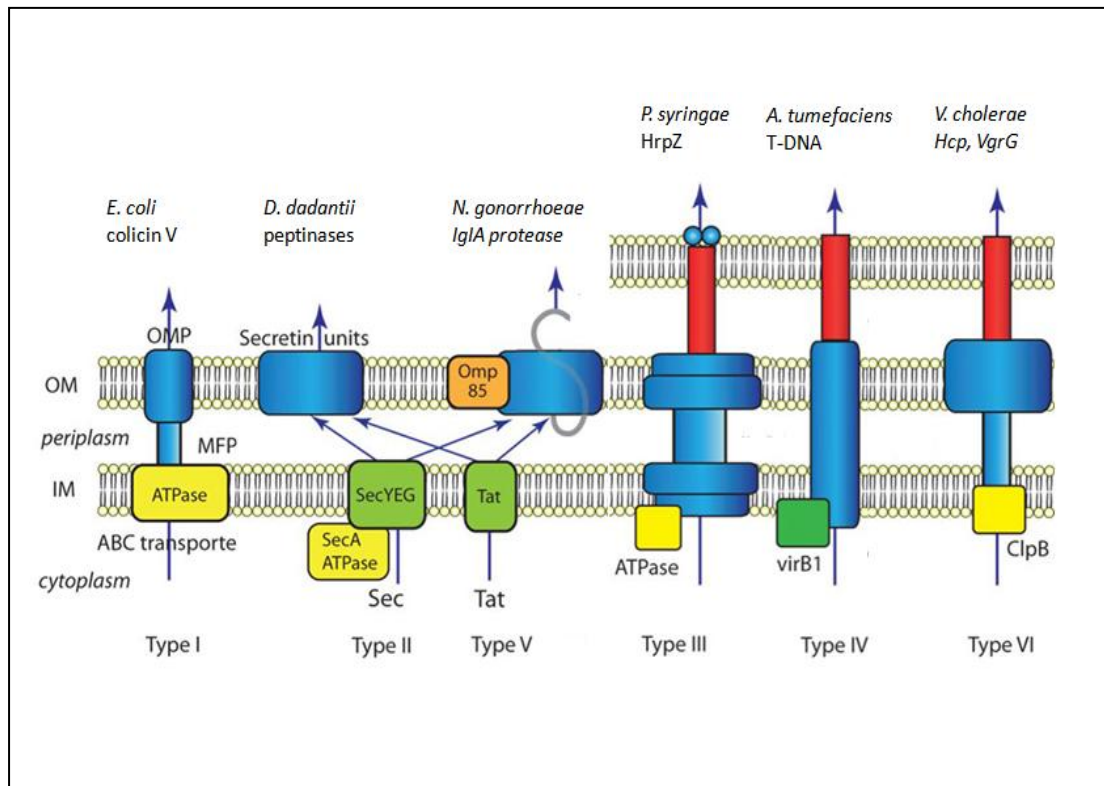 P. syringae
HrpZ
A. tumefaciens
T-DNA
V. cholerae
Hcp, VgrG
E. coli
colicin V
D. dadantii
peptinases
N. gonorrhoeae
IglA protease
OMP
Secretin units
OM
Omp
85
periplasm
MFP
IM
ATPase
SecYEG
Tat
ABC transporte
SecA
ATPase
ATPase
virB1
ClpB
cytoplasm
Sec
Tat
Type I
Type II
Type V
Type III
Type IV
Type VI